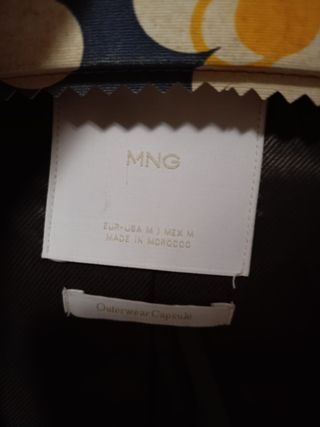 MNG
EUR-USA M | MEX M
MADE IN MOROCCO
Outerwear Capsule